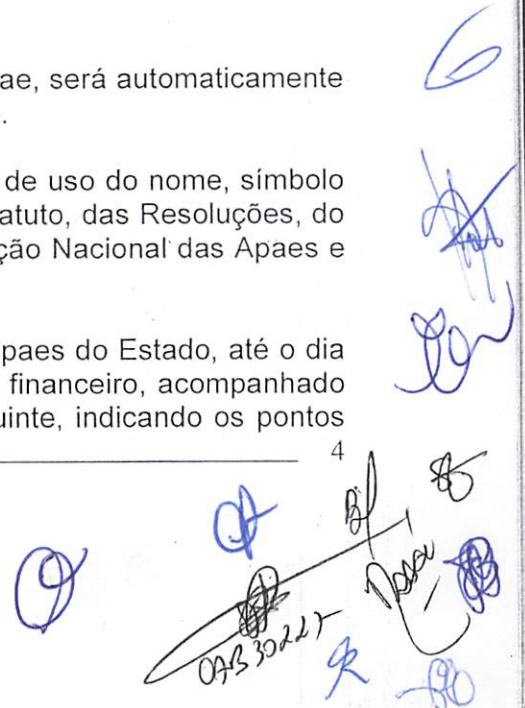 ae, será automaticamente
.
de uso do nome, símbolo
tatuto, das Resoluções, do
ção Nacional das Apaes e
paes do Estado, até o dia
financeiro, acompanhado
uinte, indicando os pontos
4
OAB 30227